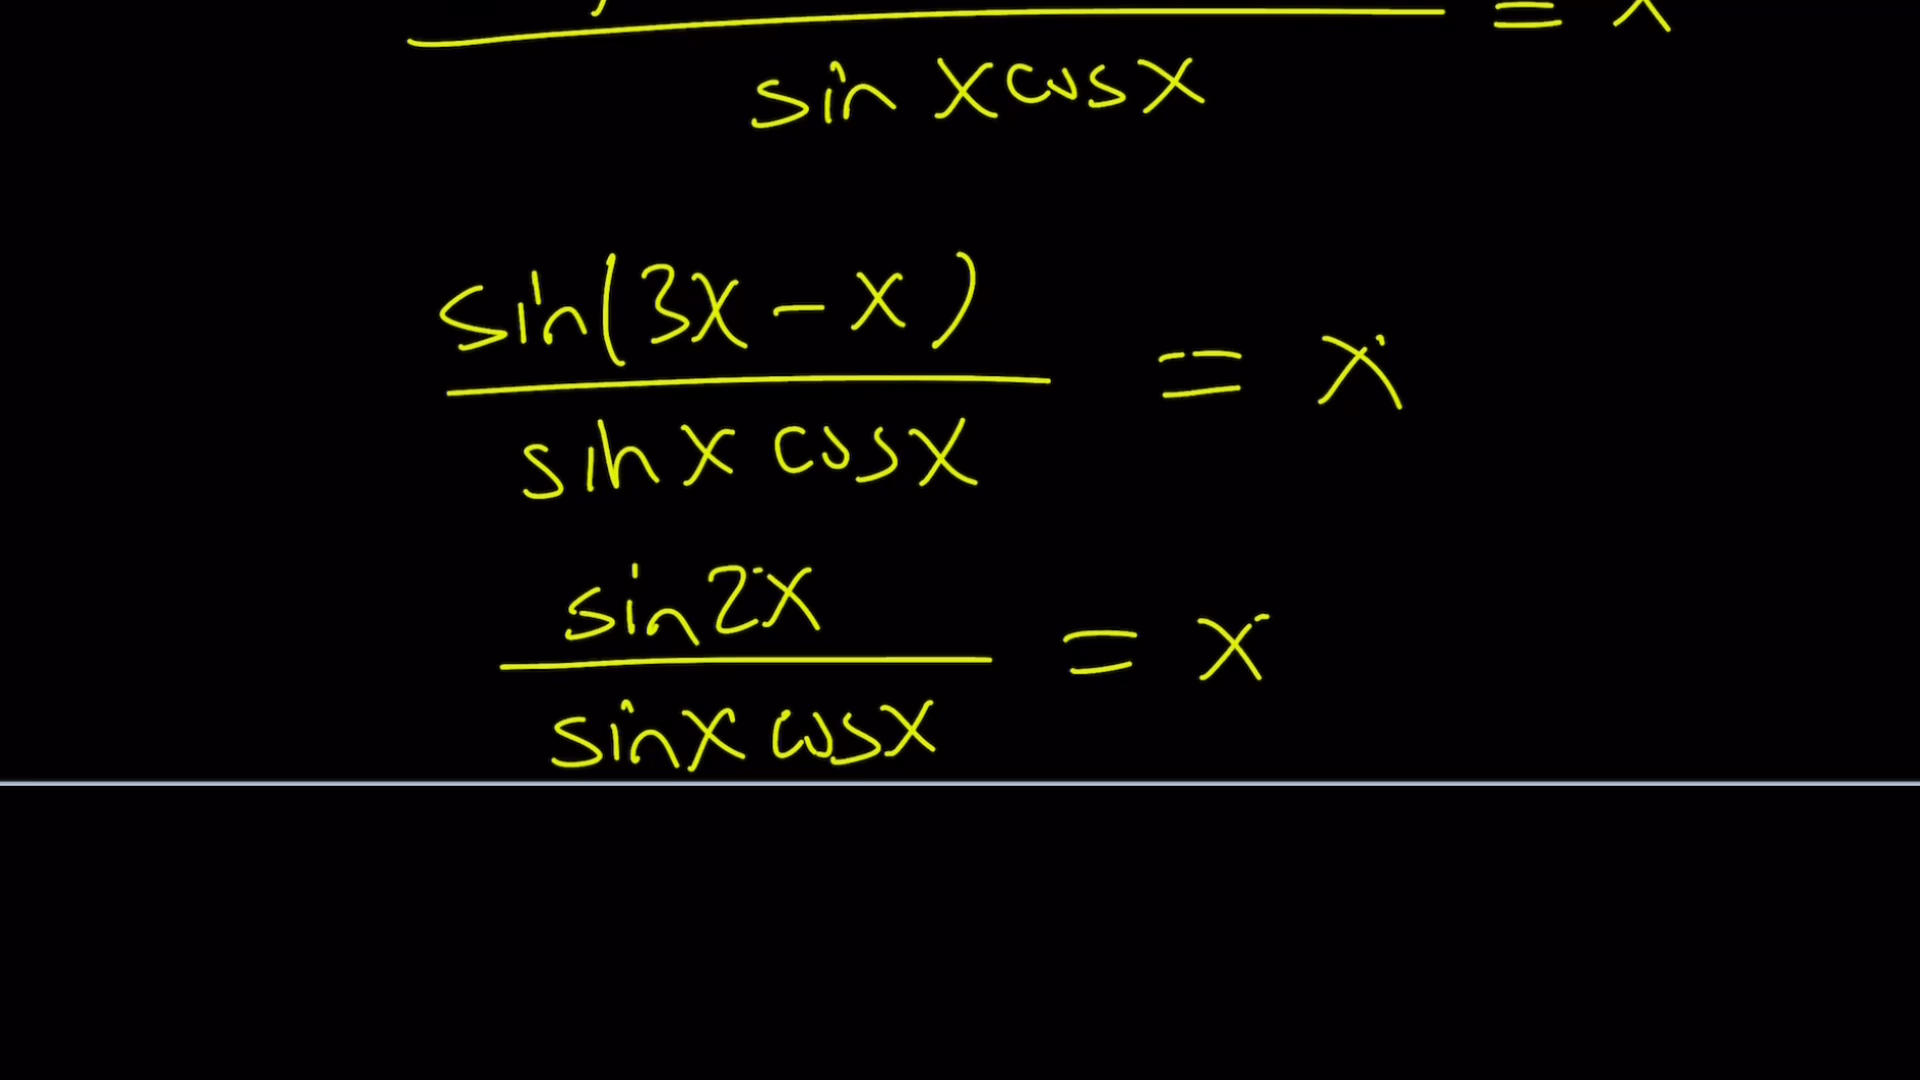 = x
sin x cos x
sin(3x - x)
= x
sin x cos x
sin 2x
= x
sin x cos x